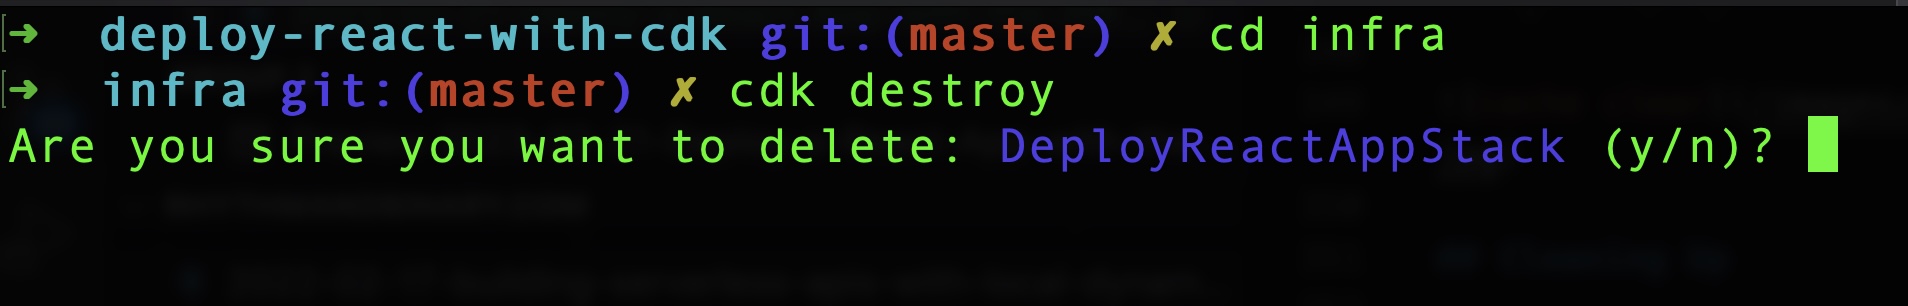 ➜ deploy-react-with-cdk git:(master) ✗ cd infra
➜ infra git:(master) ✗ cdk destroy
Are you sure you want to delete: DeployReactAppStack (y/n)?